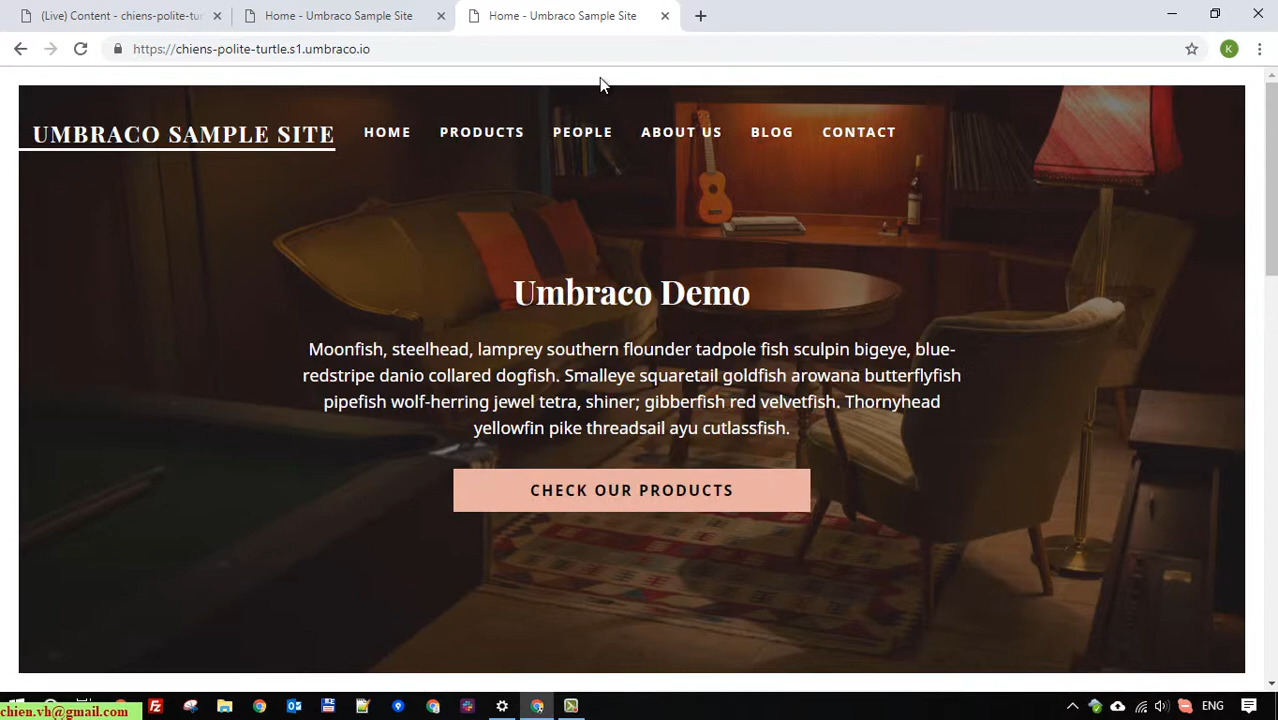 (Live) Content - chiens-polite-tur
Home - Umbraco Sample Site
Home - Umbraco Sample Site
https://chiens-polite-turtle.s1.umbraco.io
K
UMBRACO SAMPLE SITE
HOME
PRODUCTS
PEOPLE
ABOUT US
BLOG
CONTACT
Umbraco Demo
Moonfish, steelhead, lamprey southern flounder tadpole fish sculpin bigeye, blue-
redstripe danio collared dogfish. Smalleye squaretail goldfish arowana butterflyfish
pipefish wolf-herring jewel tetra, shiner; gibberfish red velvetfish. Thornyhead
yellowfin pike threadsail ayu cutlassfish.
CHECK OUR PRODUCTS
chien.vh@gmail.com
ENG